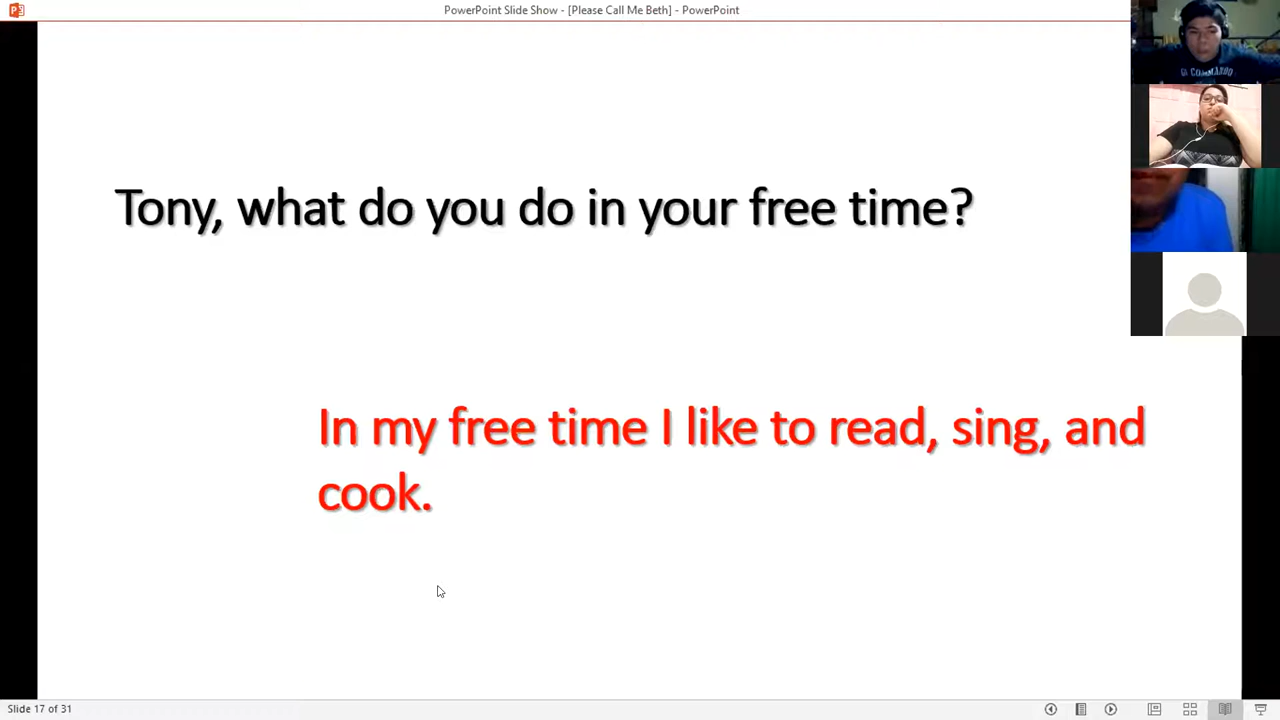 PowerPoint Slide Show - [Please Call Me Beth] - PowerPoint
Tony, what do you do in your free time?
In my free time I like to read, sing, and
cook.
Slide 17 of 31